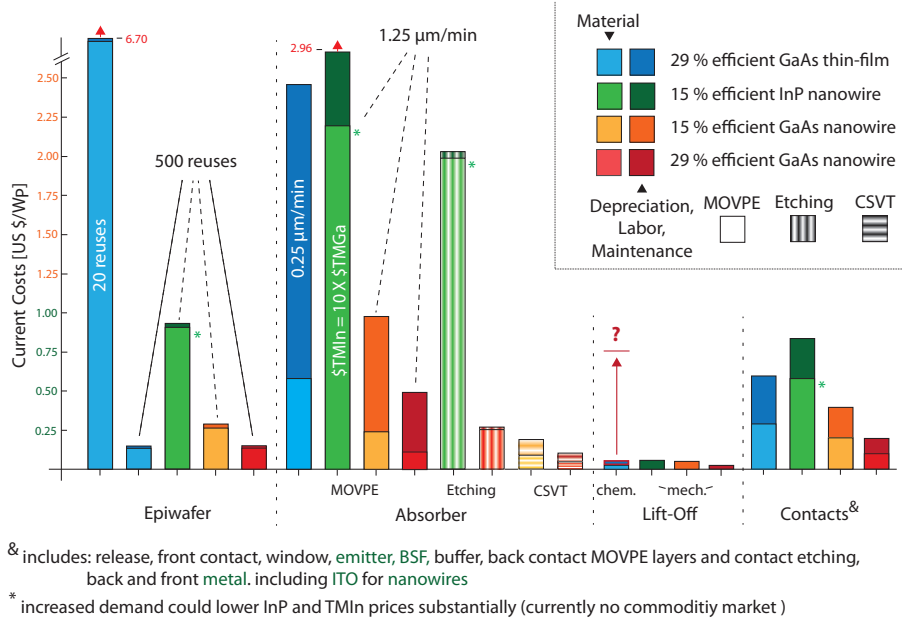 6.70
2.96
1.25 µm/min
Material
29 % efficient GaAs thin-film
15 % efficient InP nanowire
15 % efficient GaAs nanowire
29 % efficient GaAs nanowire
Depreciation,
Labor,
Maintenance
MOVPE
Etching
CSVT
Current Costs [US $/Wp]
2.50
2.25
2.00
1.75
1.50
1.25
1.00
0.75
0.50
0.25
500 reuses
20 reuses
*
0.25 µm/min
$TMIn = 10 X $TMGa
*
*
?
*
MOVPE
Etching
CSVT
chem.
mech.
Epiwafer
Absorber
Lift-Off
Contacts&
& includes: release, front contact, window, emitter, BSF, buffer, back contact MOVPE layers and contact etching,
back and front metal. including ITO for nanowires
* increased demand could lower InP and TMIn prices substantially (currently no commoditiy market )